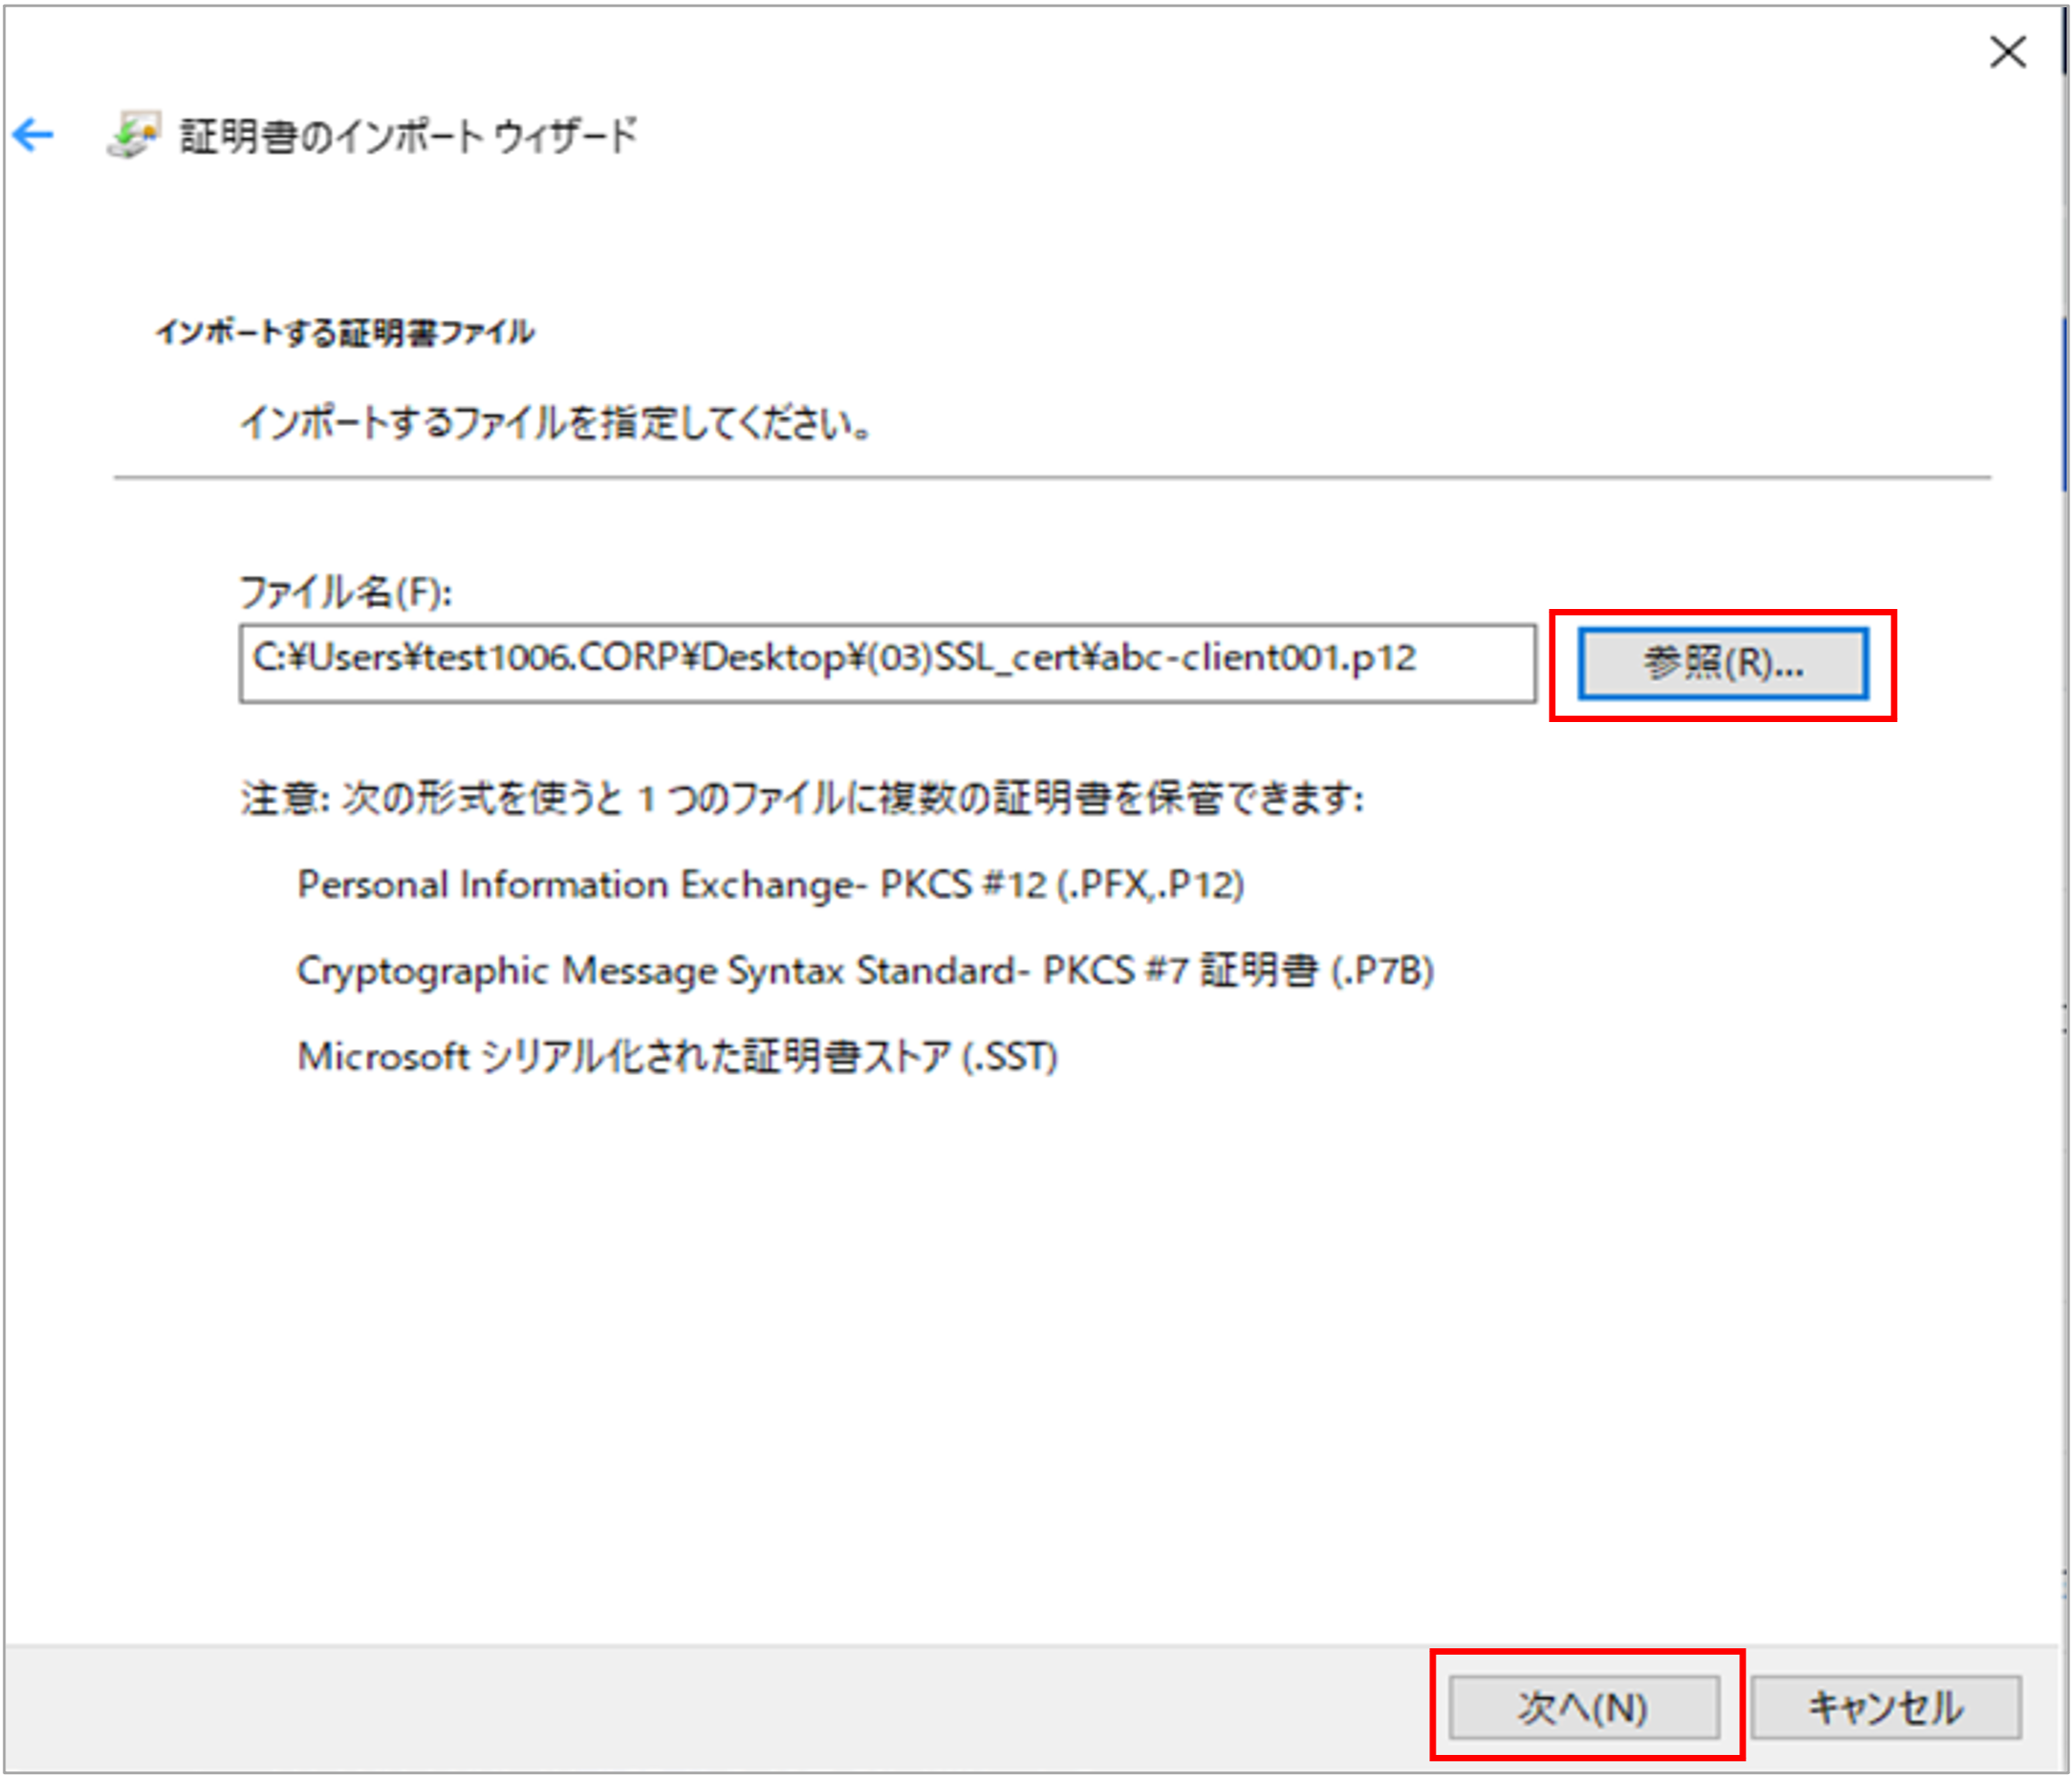 証明書のインポート ウィザード
インポートする証明書ファイル
インポートするファイルを指定してください。
ファイル名(F):
C:¥Users¥test1006.CORP¥Desktop¥(03)SSL_cert¥abc-client001.p12
参照(R)...
注意: 次の形式を使うと 1 つのファイルに複数の証明書を保管できます:
Personal Information Exchange- PKCS #12 (.PFX,.P12)
Cryptographic Message Syntax Standard- PKCS #7 証明書 (.P7B)
Microsoft シリアル化された証明書ストア (.SST)
次へ(N)
キャンセル